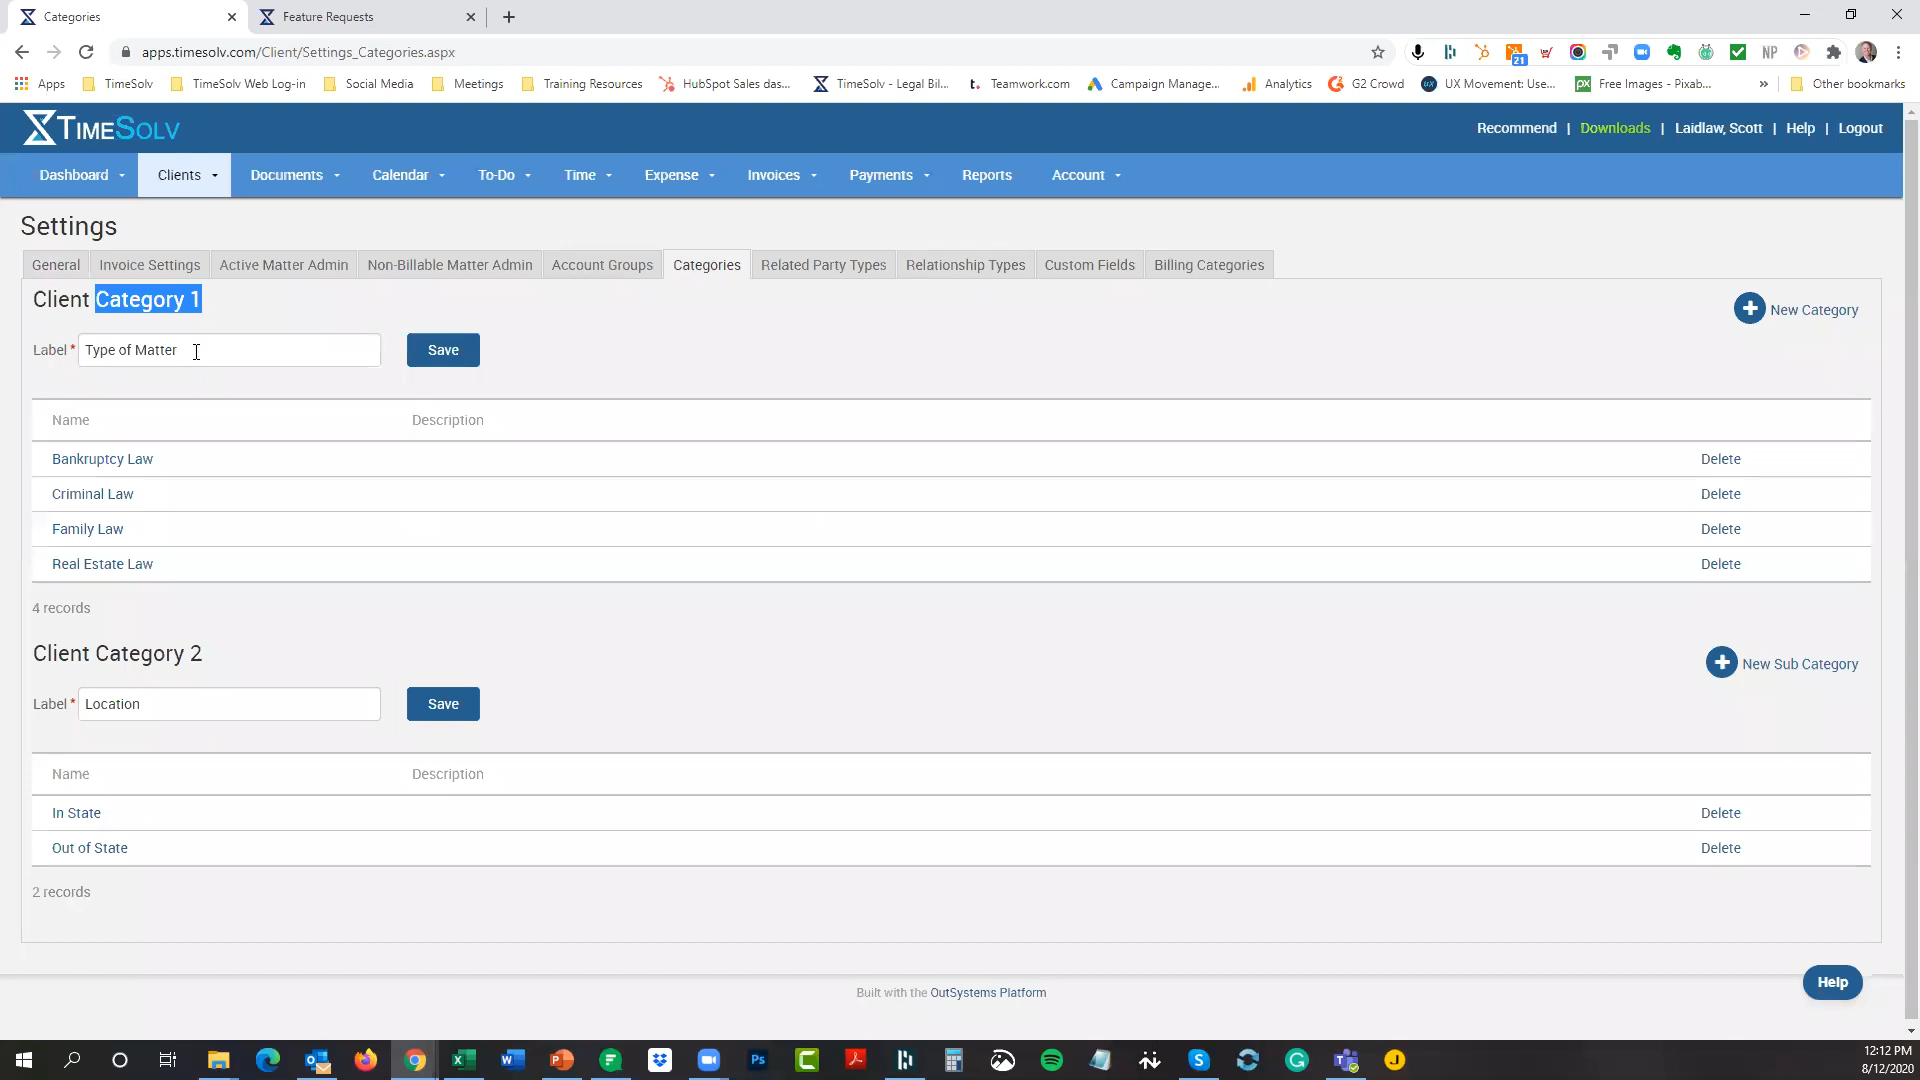 Categories
Feature Requests
apps.timesolv.com/Client/Settings_Categories.aspx
21
NP
Apps
TimeSolv
TimeSolv Web Log-in
Social Media
Meetings
Training Resources
HubSpot Sales das...
TimeSolv - Legal Bil...
Teamwork.com
Campaign Manage...
Analytics
G2 Crowd
UX Movement: Use...
Free Images - Pixab...
»
Other bookmarks
TIMESOLV
Recommend | Downloads | Laidlaw, Scott | Help | Logout
Dashboard
Clients
Documents
Calendar
To-Do
Time
Expense
Invoices
Payments
Reports
Account
Settings
General
Invoice Settings
Active Matter Admin
Non-Billable Matter Admin
Account Groups
Categories
Related Party Types
Relationship Types
Custom Fields
Billing Categories
Client Category 1
New Category
Label * Type of Matter
Save
Name Description
Bankruptcy Law Delete
Criminal Law Delete
Family Law Delete
Real Estate Law Delete
4 records
Client Category 2
New Sub Category
Label * Location
Save
Name Description
In State Delete
Out of State Delete
2 records
Built with the OutSystems Platform
Help
12:12 PM
8/12/2020